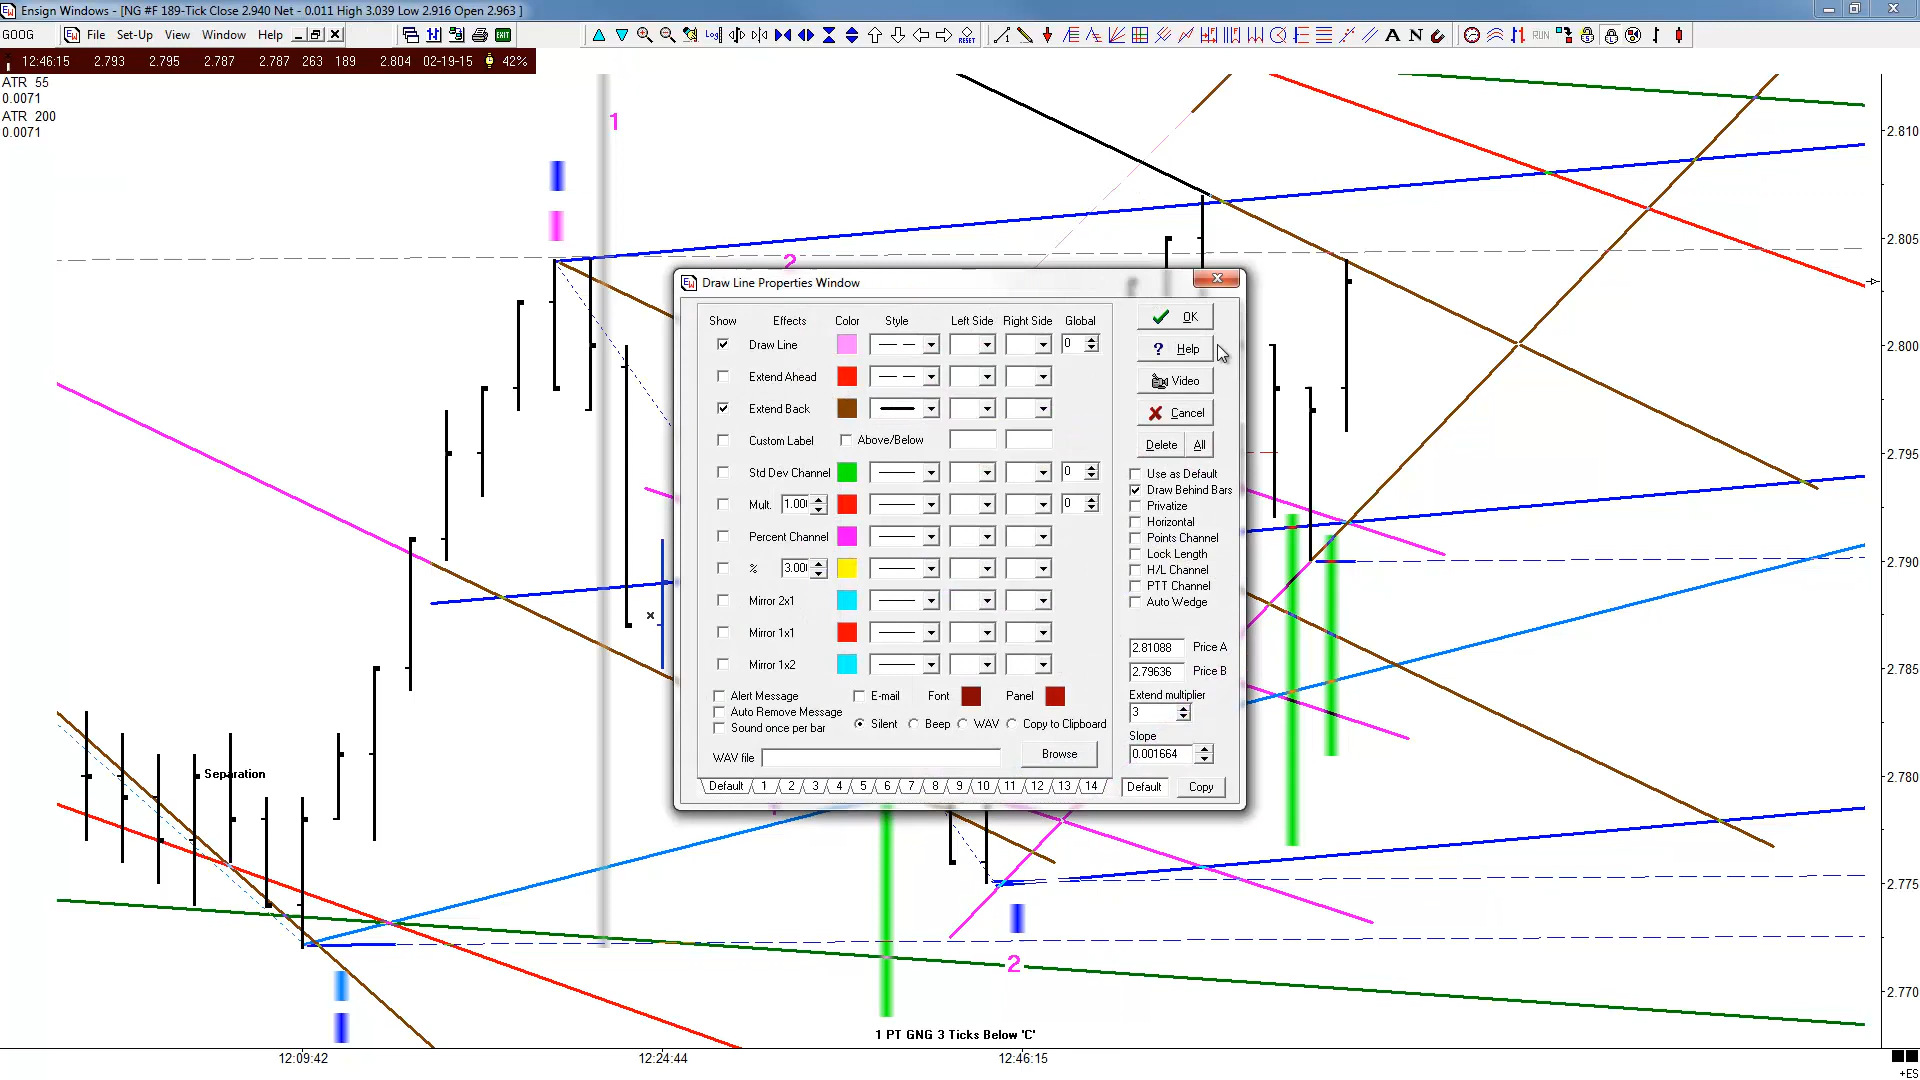 Ensign Windows - [NG #F 189-Tick Close 2.940 Net - 0.011 High 3.039 Low 2.916 Open 2.963 ]
GOOG File Set-Up View Window Help Log RESET A N RUN
12:46:15 2.793 2.795 2.787 2.787 263 189 2.804 02-19-15 42%
ATR 55
0.0071
ATR 200
0.0071
1
2
Draw Line Properties Window
Show Effects Color Style Left Side Right Side Global
Draw Line 0
Extend Ahead
Extend Back
Custom Label Above/Below
Std Dev Channel 0
Mult. 1.00 0
Percent Channel
% 3.00
Mirror 2x1
Mirror 1x1
Mirror 1x2
Alert Message E-mail Font Panel
Auto Remove Message
Sound once per bar Silent Beep WAV Copy to Clipboard
WAV file Browse
Default 1 2 3 4 5 6 7 8 9 10 11 12 13 14
OK
Help
Video
Cancel
Delete All
Use as Default
Draw Behind Bars
Privatize
Horizontal
Points Channel
Lock Length
H/L Channel
PTT Channel
Auto Wedge
2.81088 Price A
2.79636 Price B
Extend multiplier
3
Slope
0.001664
Default Copy
Separation
x
2
1 PT GNG 3 Ticks Below 'C'
2.810
2.805
2.800
2.795
2.790
2.785
2.780
2.775
2.770
12:09:42 12:24:44 12:46:15
+ES